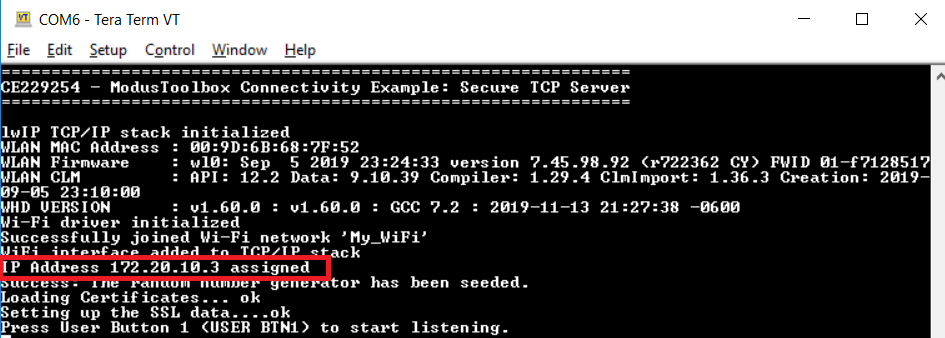 COM6 - Tera Term VT
File Edit Setup Control Window Help
==================================================================
CE229254 - ModusToolbox Connectivity Example: Secure TCP Server
==================================================================
lwIP TCP/IP stack initialized
WLAN MAC Address : 00:9D:6B:68:7F:52
WLAN Firmware : wl0: Sep 5 2019 23:24:33 version 7.45.98.92 (r722362 CY) FWID 01-f7128517
WLAN CLM : API: 12.2 Data: 9.10.39 Compiler: 1.29.4 ClmImport: 1.36.3 Creation: 2019-
09-05 23:10:00
WHD VERSION : v1.60.0 : v1.60.0 : GCC 7.2 : 2019-11-13 21:27:38 -0600
Wi-Fi driver initialized
Successfully joined Wi-Fi network 'My_WiFi'
WiFi interface added to TCP/IP stack
IP Address 172.20.10.3 assigned
Success: The random number generator has been seeded.
Loading Certificates... ok
Setting up the SSL data....ok
Press User Button 1 (USER BTN1) to start listening.